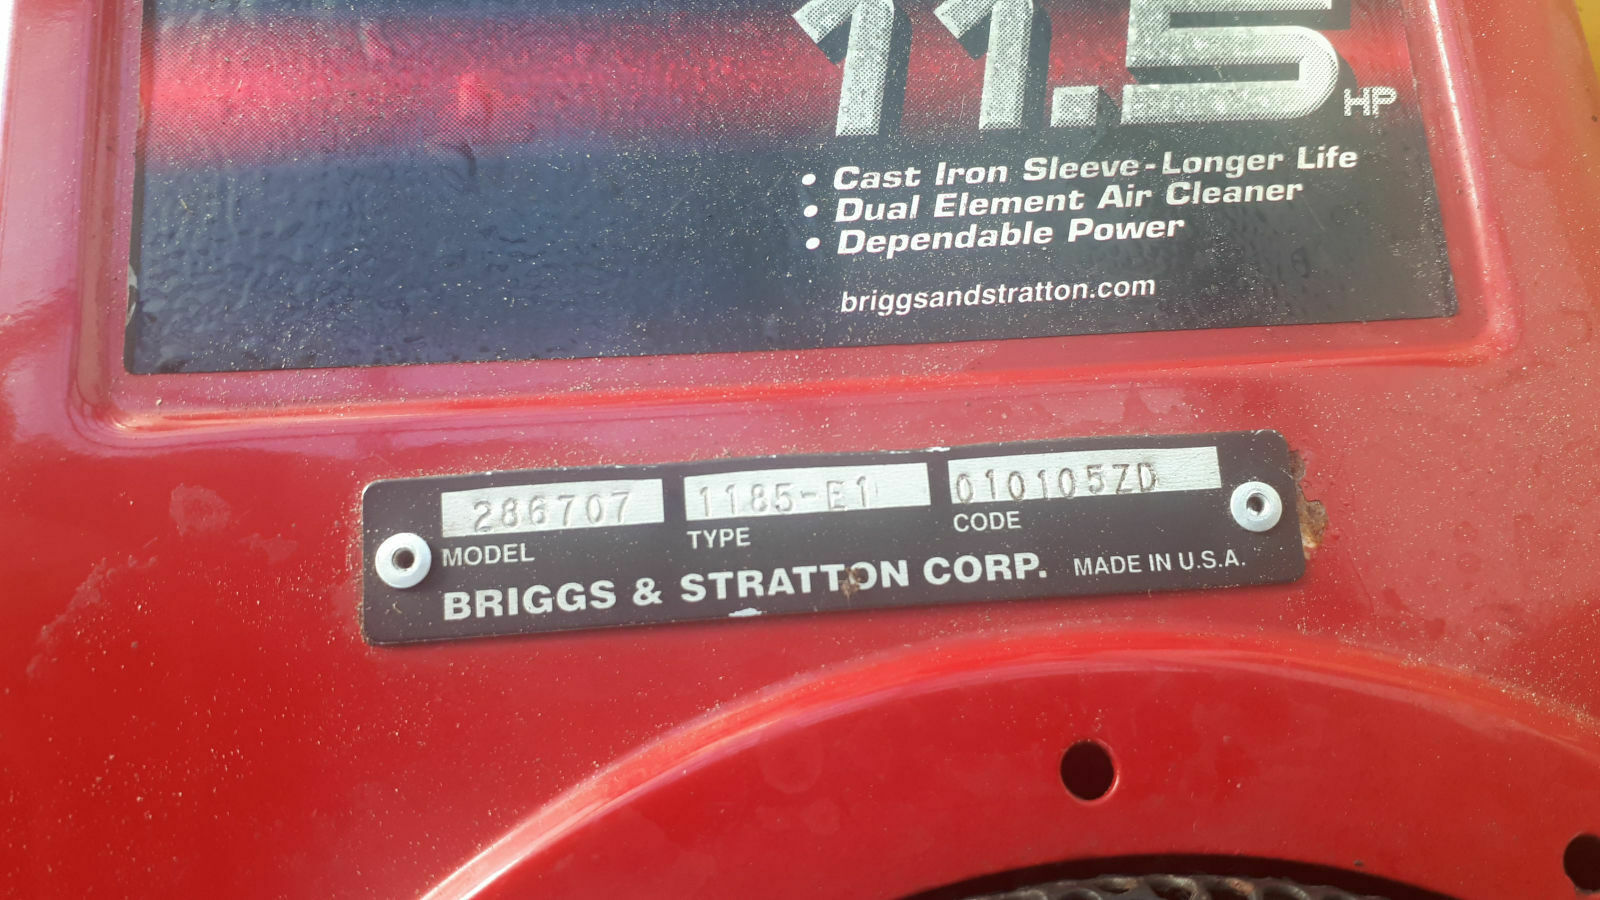 11.5 HP
• Cast Iron Sleeve-Longer Life
• Dual Element Air Cleaner
• Dependable Power
briggsandstratton.com
286707 1185-E1 010105ZD
MODEL TYPE CODE
BRIGGS & STRATTON CORP. MADE IN U.S.A.